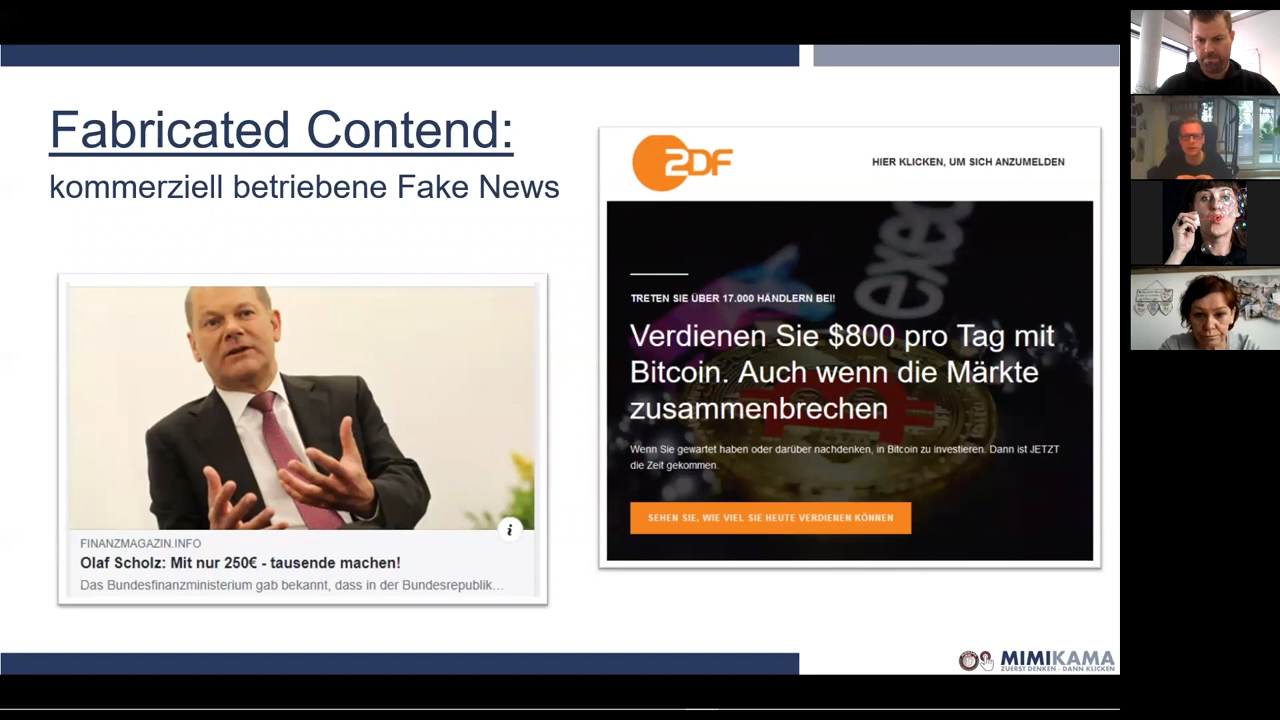 Fabricated Contend:
kommerziell betriebene Fake News
FINANZMAGAZIN.INFO
Olaf Scholz: Mit nur 250€ - tausende machen!
Das Bundesfinanzministerium gab bekannt, dass in der Bundesrepublik...
ZDF
HIER KLICKEN, UM SICH ANZUMELDEN
TRETEN SIE ÜBER 17.000 HÄNDLERN BEI!
Verdienen Sie $800 pro Tag mit
Bitcoin. Auch wenn die Märkte
zusammenbrechen
Wenn Sie gewartet haben oder darüber nachdenken, in Bitcoin zu investieren. Dann ist JETZT
die Zeit gekommen.
SEHEN SIE, WIE VIEL SIE HEUTE VERDIENEN KÖNNEN
MIMIKAMA
ZUERST DENKEN - DANN KLICKEN